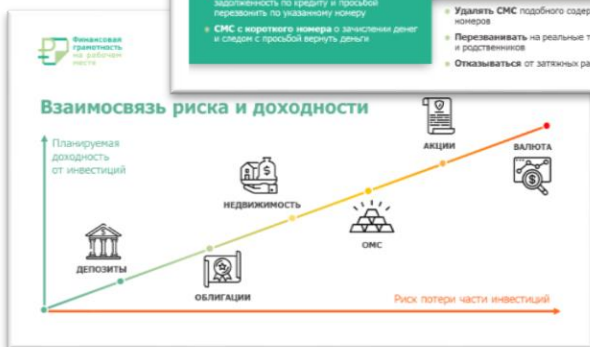 задолженность по кредиту и просьбой
перезвонить по указанному номеру
СМС с короткого номера о зачислении денег
и следом с просьбой вернуть деньги
Удалять СМС подобного
номеров
Перезванивать на реальные
и родственников
Отказываться от затяжных
Финансовая
грамотность
на рабочем
месте
Взаимосвязь риска и доходности
Планируемая
доходность
от инвестиций
АКЦИИ
ВАЛЮТА
НЕДВИЖИМОСТЬ
ОМС
ДЕПОЗИТЫ
ОБЛИГАЦИИ
Риск потери части инвестиций